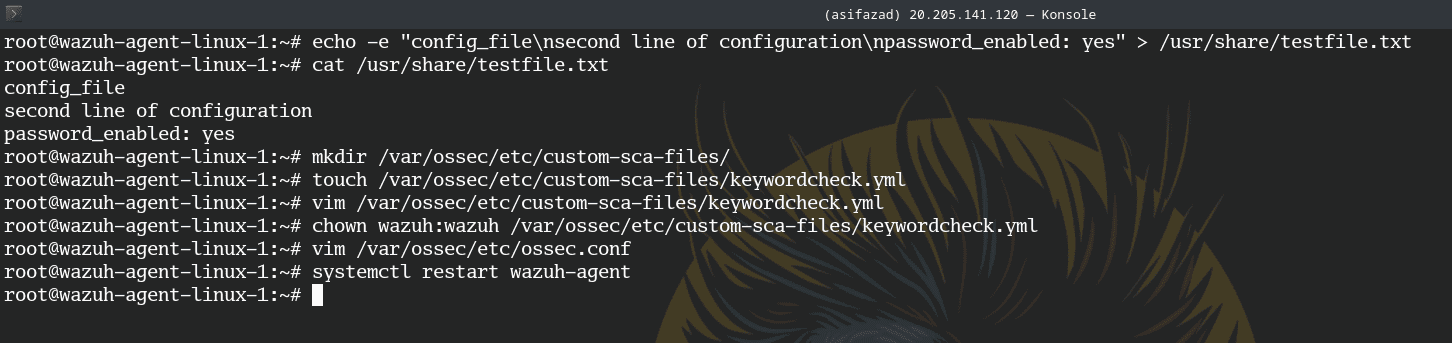 (asifazad) 20.205.141.120 — Konsole
root@wazuh-agent-linux-1:~# echo -e "config_file\nsecond line of configuration\npassword_enabled: yes" > /usr/share/testfile.txt
root@wazuh-agent-linux-1:~# cat /usr/share/testfile.txt
config_file
second line of configuration
password_enabled: yes
root@wazuh-agent-linux-1:~# mkdir /var/ossec/etc/custom-sca-files/
root@wazuh-agent-linux-1:~# touch /var/ossec/etc/custom-sca-files/keywordcheck.yml
root@wazuh-agent-linux-1:~# vim /var/ossec/etc/custom-sca-files/keywordcheck.yml
root@wazuh-agent-linux-1:~# chown wazuh:wazuh /var/ossec/etc/custom-sca-files/keywordcheck.yml
root@wazuh-agent-linux-1:~# vim /var/ossec/etc/ossec.conf
root@wazuh-agent-linux-1:~# systemctl restart wazuh-agent
root@wazuh-agent-linux-1:~#